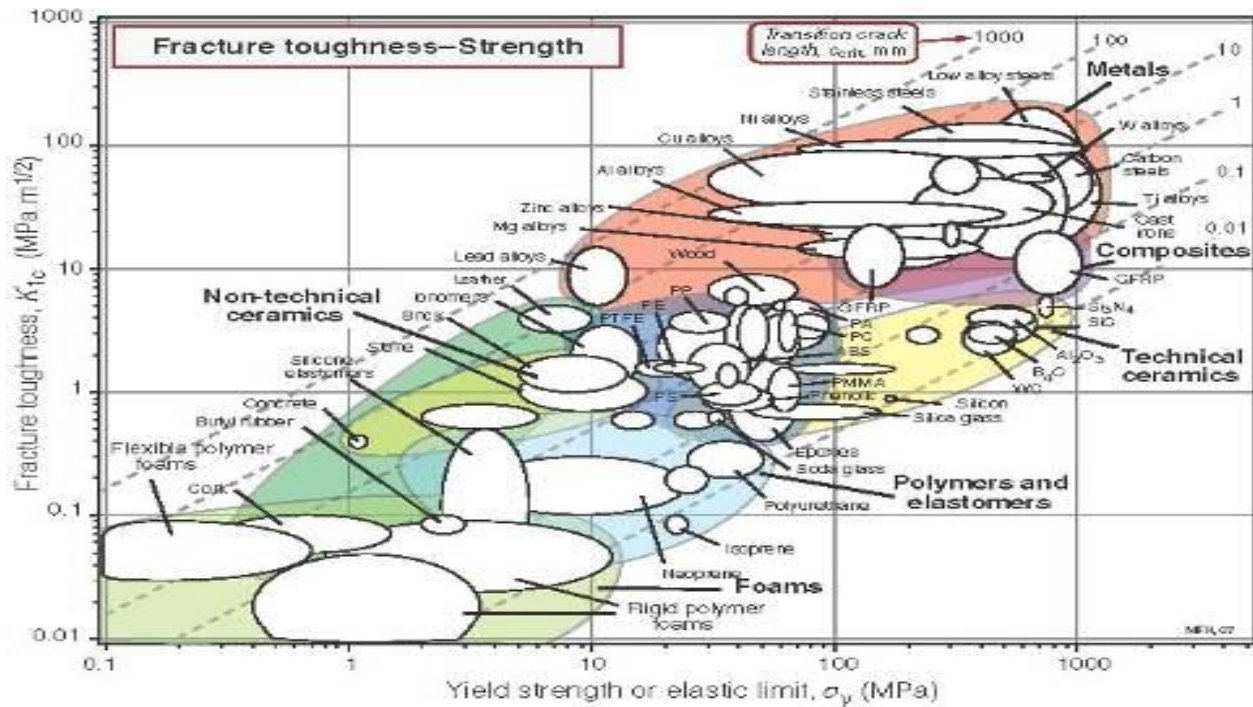 1000
Fracture toughness–Strength
Transition crack
length, c_crit, mm
1000
100
10
1
0.1
0.01
Low alloy steels
Metals
Stainless steels
Ni alloys
W alloys
Cu alloys
Carbon
steels
Al alloys
Ti alloys
Zinc alloys
Cast
irons
Mg alloys
Composites
Lead alloys
Wood
CFRP
Leather
Non-technical
ceramics
Ionomers
PP
GFRP
Si₃N₄
Brick
PTFE
PE
PA
SiC
Stone
PC
Al₂O₃
Silicone
elastomers
ABS
Technical
ceramics
B₄C
PMMA
WC
Concrete
PS
Phenolic
Silicon
Butyl rubber
Silica glass
Flexible polymer
foams
Epoxies
Soda glass
Cork
Polymers and
elastomers
Polyurethane
Isoprene
Neoprene
Foams
Rigid polymer
foams
MFA, 07
100
10
1
0.1
0.01
Fracture toughness, K₁c (MPa.m1/2)
0.1
1
10
100
1000
Yield strength or elastic limit, σy (MPa)